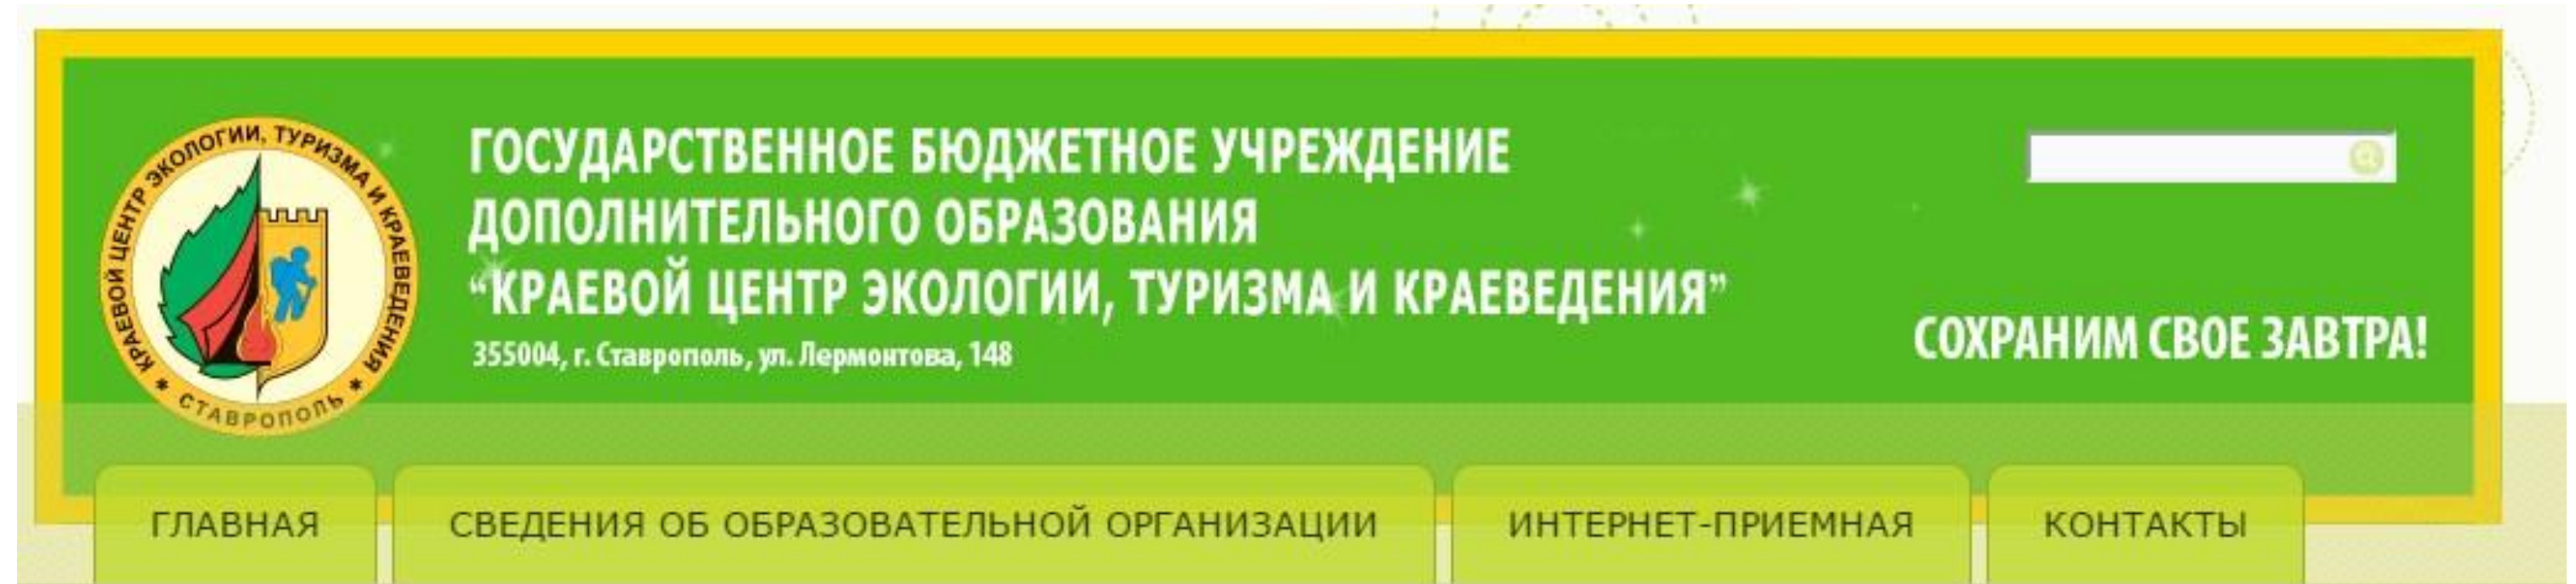 КРАЕВОЙ ЦЕНТР ЭКОЛОГИИ, ТУРИЗМА И КРАЕВЕДЕНИЯ
* СТАВРОПОЛЬ *
ГОСУДАРСТВЕННОЕ БЮДЖЕТНОЕ УЧРЕЖДЕНИЕ
ДОПОЛНИТЕЛЬНОГО ОБРАЗОВАНИЯ
“КРАЕВОЙ ЦЕНТР ЭКОЛОГИИ, ТУРИЗМА И КРАЕВЕДЕНИЯ”
355004, г. Ставрополь, ул. Лермонтова, 148
СОХРАНИМ СВОЕ ЗАВТРА!
ГЛАВНАЯ
СВЕДЕНИЯ ОБ ОБРАЗОВАТЕЛЬНОЙ ОРГАНИЗАЦИИ
ИНТЕРНЕТ-ПРИЕМНАЯ
КОНТАКТЫ